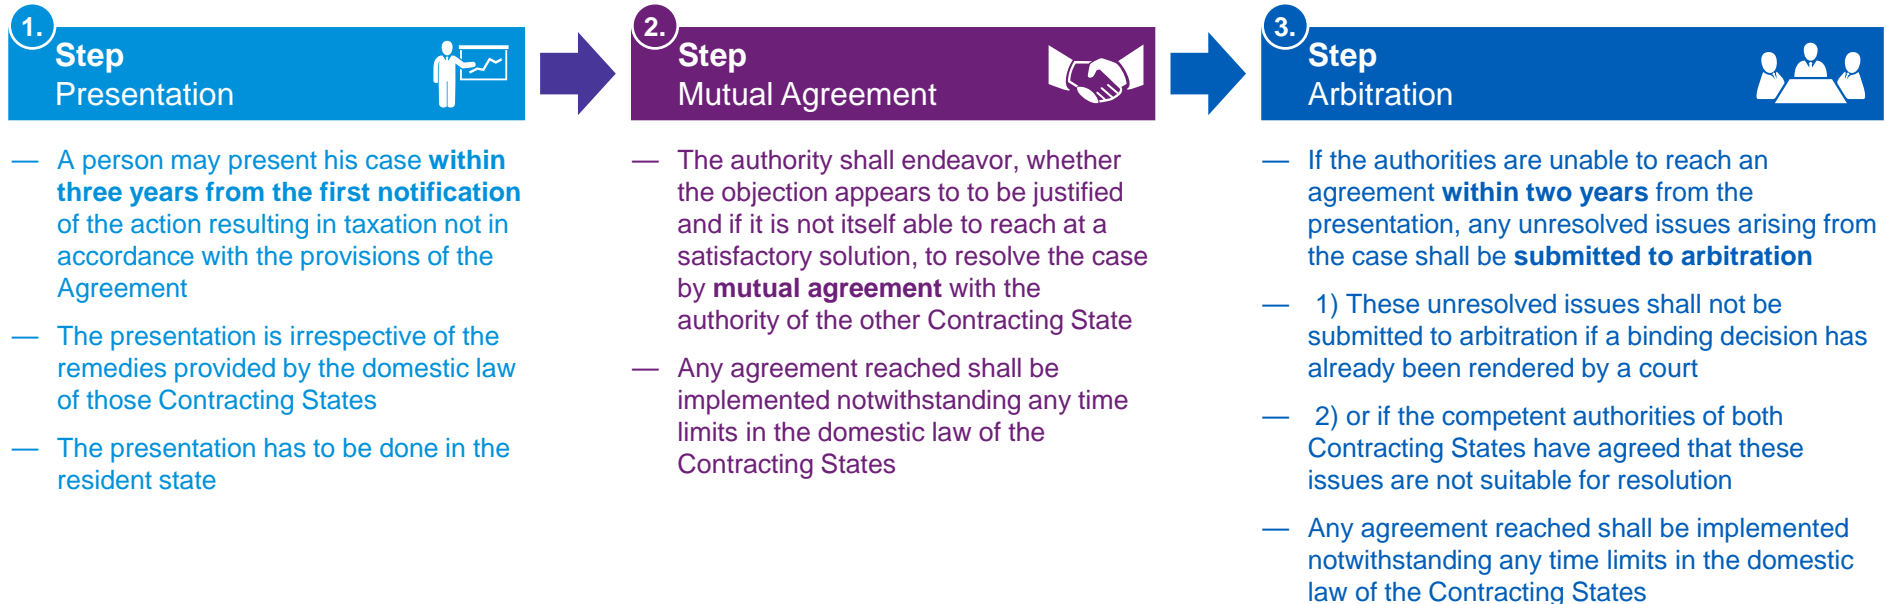 1.
Step
Presentation
— A person may present his case within
three years from the first notification
of the action resulting in taxation not in
accordance with the provisions of the
Agreement
— The presentation is irrespective of the
remedies provided by the domestic law
of those Contracting States
— The presentation has to be done in the
resident state
2.
Step
Mutual Agreement
— The authority shall endeavor, whether
the objection appears to to be justified
and if it is not itself able to reach at a
satisfactory solution, to resolve the case
by mutual agreement with the
authority of the other Contracting State
— Any agreement reached shall be
implemented notwithstanding any time
limits in the domestic law of the
Contracting States
3.
Step
Arbitration
— If the authorities are unable to reach an
agreement within two years from the
presentation, any unresolved issues arising from
the case shall be submitted to arbitration
— 1) These unresolved issues shall not be
submitted to arbitration if a binding decision has
already been rendered by a court
— 2) or if the competent authorities of both
Contracting States have agreed that these
issues are not suitable for resolution
— Any agreement reached shall be implemented
notwithstanding any time limits in the domestic
law of the Contracting States